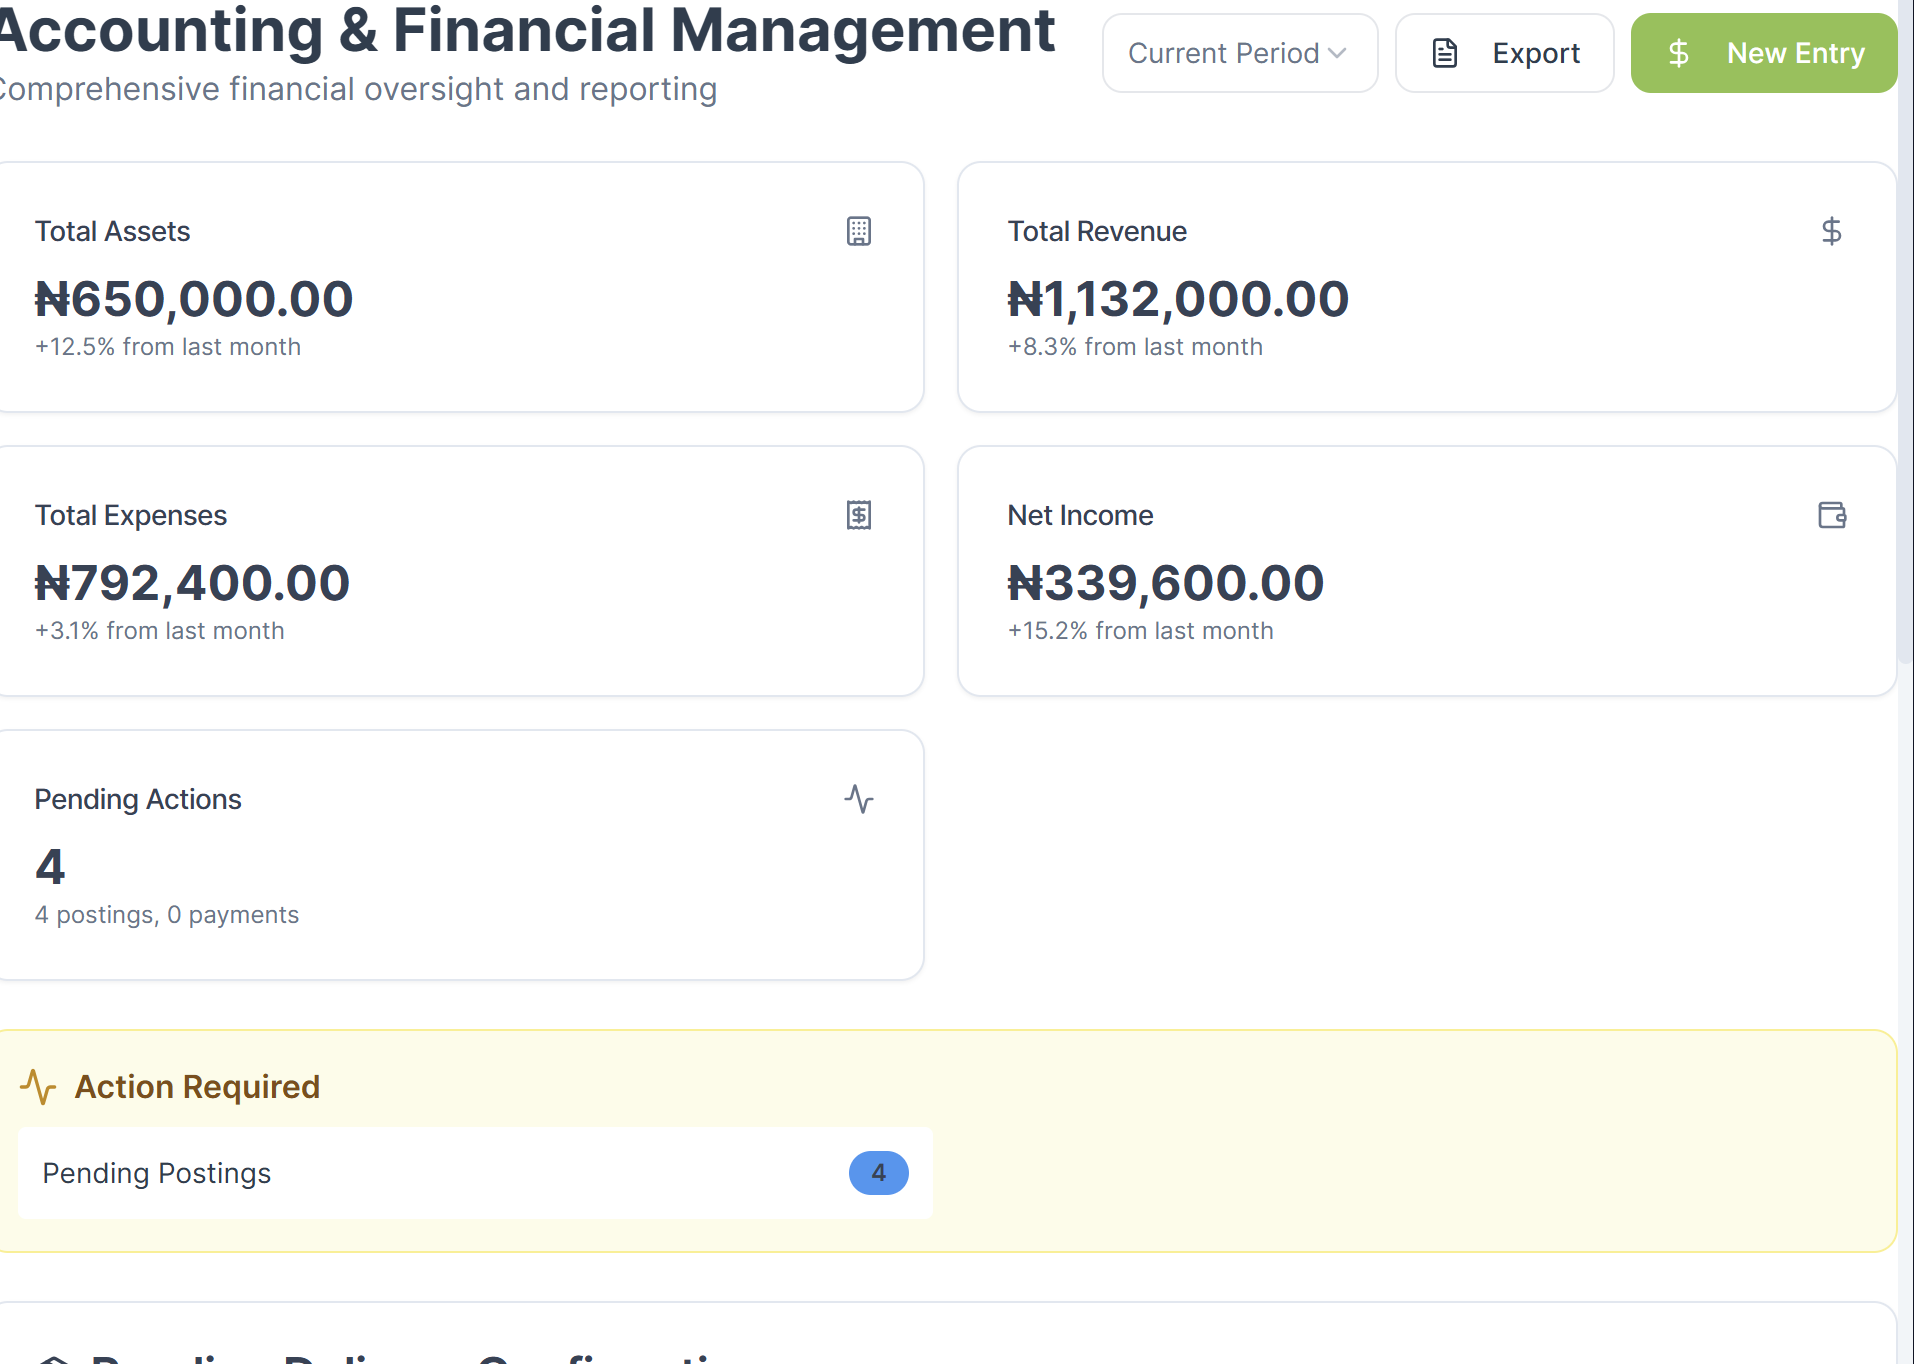 Accounting & Financial Management
Comprehensive financial oversight and reporting
Current Period
Export
New Entry
Total Assets
₦650,000.00
+12.5% from last month
Total Revenue
₦1,132,000.00
+8.3% from last month
Total Expenses
₦792,400.00
+3.1% from last month
Net Income
₦339,600.00
+15.2% from last month
Pending Actions
4
4 postings, 0 payments
Action Required
Pending Postings
4